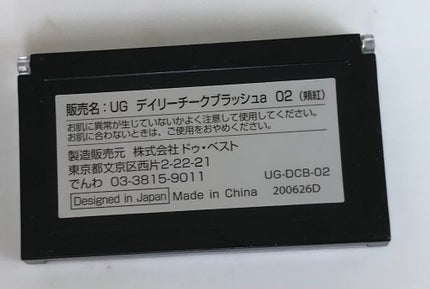 販売名：UG デイリーチークブラッシュa 02（頬紅）
お肌に異常が生じていないかよく注意して使用してください。
お肌に合わないときは、ご使用をおやめください。
製造販売元 株式会社ドゥ・ベスト
東京都文京区西片2-22-21
でんわ 03-3815-9011
UG-DCB-02
Designed in Japan Made in China 200626D